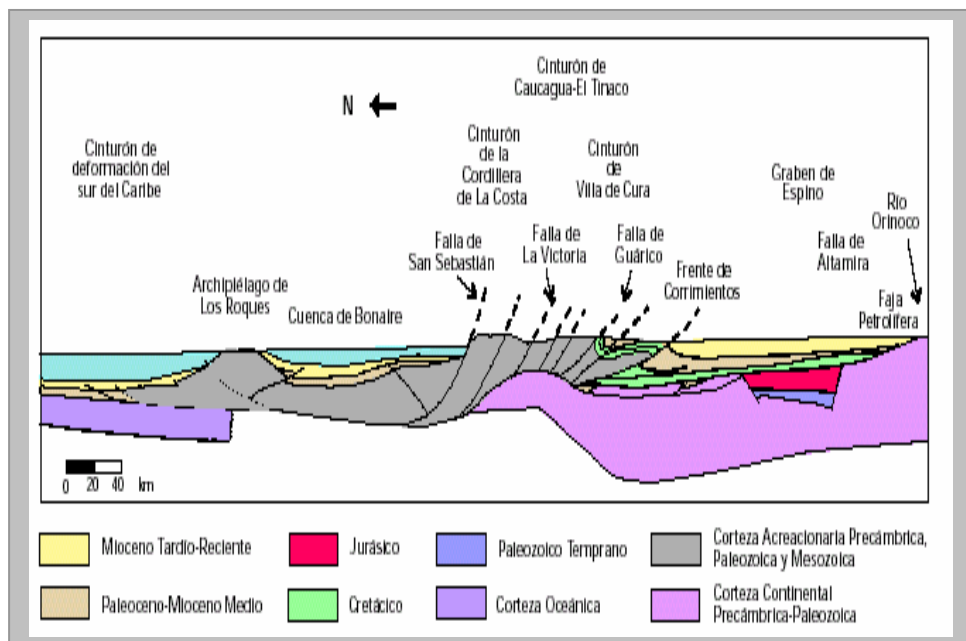 Cinturón de
Caucagua-El Tinaco
N
Cinturón de
deformación del
sur del Caribe
Cinturón
de la
Cordillera
de La Costa
Cinturón
de
Villa de Cura
Graben de
Espino
Río
Orinoco
Falla de
San Sebastián
Falla de
La Victoria
Falla de
Guárico
Frente de
Corrimientos
Falla de
Altamira
Archipiélago de
Los Roques
Cuenca de Bonaire
Faja
Petrolífera
0 20 40 km
Mioceno Tardío-Reciente
Jurásico
Paleozoico Temprano
Corteza Acreacionaria Precámbrica,
Paleozoica y Mesozoica
Paleoceno-Mioceno Medio
Cretácico
Corteza Oceánica
Corteza Continental
Precámbrica-Paleozoica